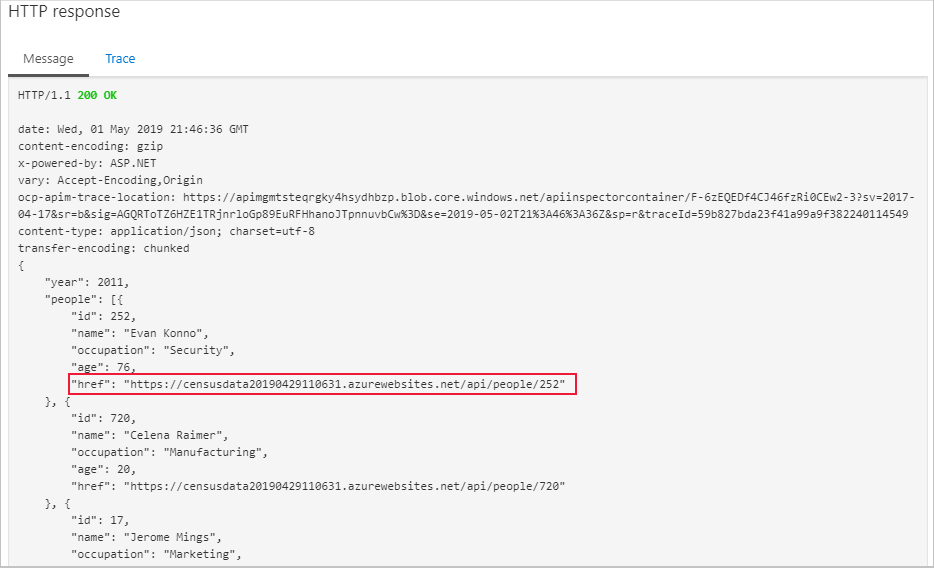 HTTP response
Message Trace
HTTP/1.1 200 OK
date: Wed, 01 May 2019 21:46:36 GMT
content-encoding: gzip
x-powered-by: ASP.NET
vary: Accept-Encoding,Origin
ocp-apim-trace-location: https://apimgmtsteqrgky4hsydhbzp.blob.core.windows.net/apiinspectorcontainer/F-6zEQEDf4CJ46fzRi0CEw2-3?sv=2017-
04-17&sr=b&sig=AGQRToTZ6HZE1TRjnrloGp89EuRFHhanoJTpnnuvbCw%3D&se=2019-05-02T21%3A46%3A36Z&sp=r&traceId=59b827bda23f41a99a9f382240114549
content-type: application/json; charset=utf-8
transfer-encoding: chunked
{
"year": 2011,
"people": [{
"id": 252,
"name": "Evan Konno",
"occupation": "Security",
"age": 76,
"href": "https://censusdata20190429110631.azurewebsites.net/api/people/252"
}, {
"id": 720,
"name": "Celena Raimer",
"occupation": "Manufacturing",
"age": 20,
"href": "https://censusdata20190429110631.azurewebsites.net/api/people/720"
}, {
"id": 17,
"name": "Jerome Mings",
"occupation": "Marketing",